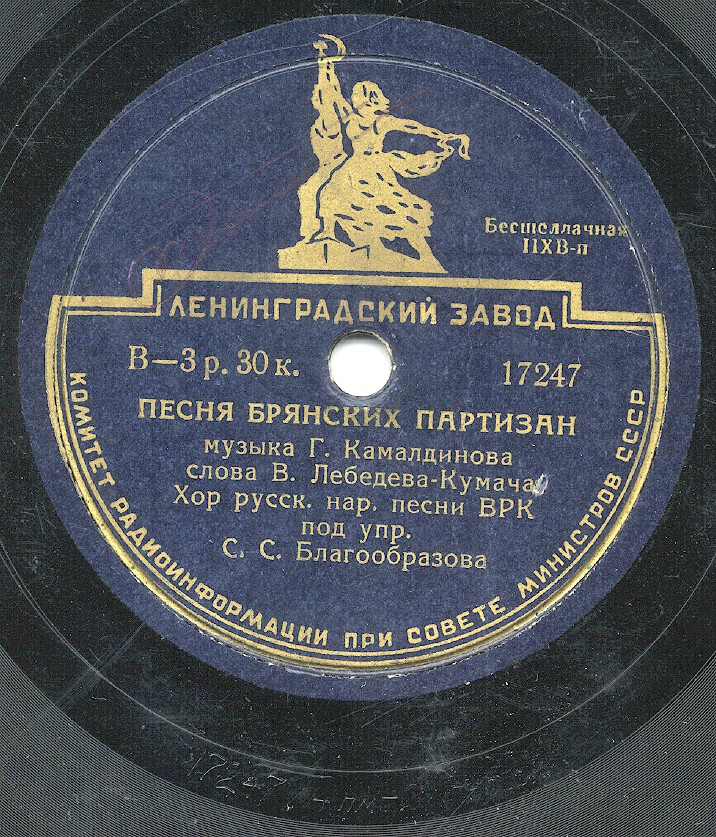 Бесшеллачная
ПХВ-п
ЛЕНИНГРАДСКИЙ ЗАВОД
В—3 р. 30 к.
17247
ПЕСНЯ БРЯНСКИХ ПАРТИЗАН
музыка Г. Камалдинова
слова В. Лебедева-Кумача
Хор русск. нар. песни ВРК
под упр.
С. С. Благообразова
КОМИТЕТ РАДИОИНФОРМАЦИИ ПРИ СОВЕТЕ МИНИСТРОВ СССР